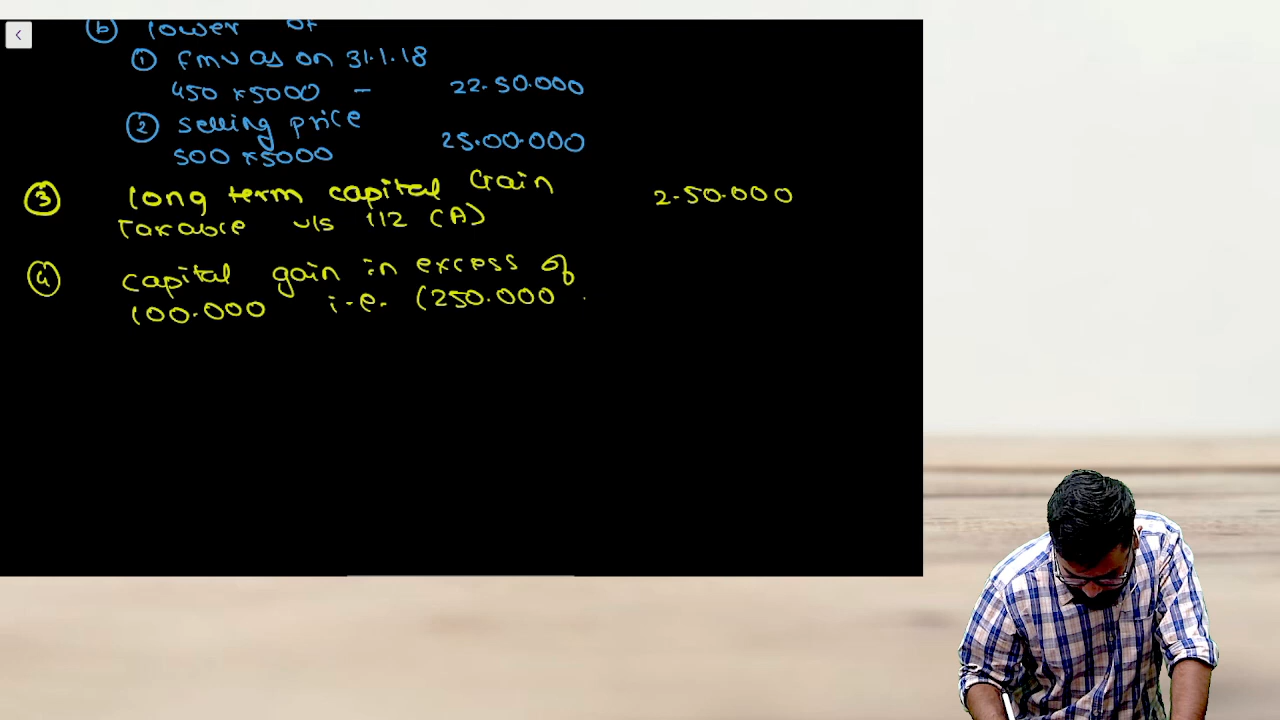 (b) lower of
(1) fmv as on 31.1.18
450 x5000 - 22.50.000
(2) selling price
500 x5000 25.00.000
(3) long term capital Gain 2.50.000
Taxable u/s 112 (A)
(4) capital gain in excess of
100.000 i.e. (250.000